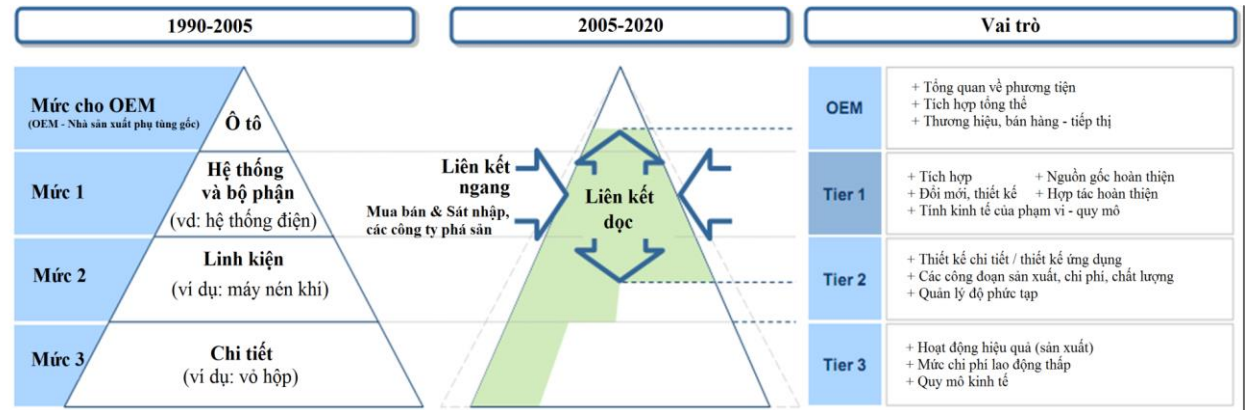 1990-2005
Mức cho OEM
(OEM - Nhà sản xuất phụ tùng gốc)
Ô tô
Mức 1
Hệ thống
và bộ phận
(vd: hệ thống điện)
Mức 2
Linh kiện
(ví dụ: máy nén khí)
Mức 3
Chi tiết
(ví dụ: vỏ hộp)
2005-2020
Liên kết
ngang
Mua bán & Sát nhập,
các công ty phá sản
Liên kết
dọc
Vai trò
OEM
+ Tổng quan về phương tiện
+ Tích hợp tổng thể
+ Thương hiệu, bán hàng - tiếp thị
Tier 1
+ Tích hợp + Nguồn gốc hoàn thiện
+ Đổi mới, thiết kế + Hợp tác hoàn thiện
+ Tính kinh tế của phạm vi - quy mô
Tier 2
+ Thiết kế chi tiết / thiết kế ứng dụng
+ Các công đoạn sản xuất, chi phí, chất lượng
+ Quản lý độ phức tạp
Tier 3
+ Hoạt động hiệu quả (sản xuất)
+ Mức chi phí lao động thấp
+ Quy mô kinh tế